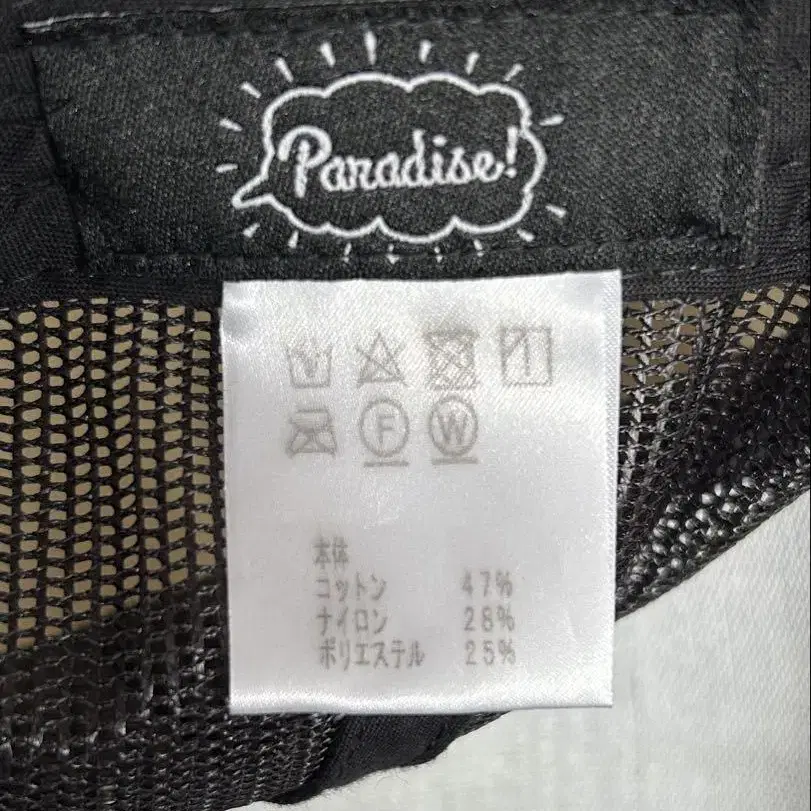 Paradise!
F W
本体
コットン 47%
ナイロン 28%
ポリエステル 25%